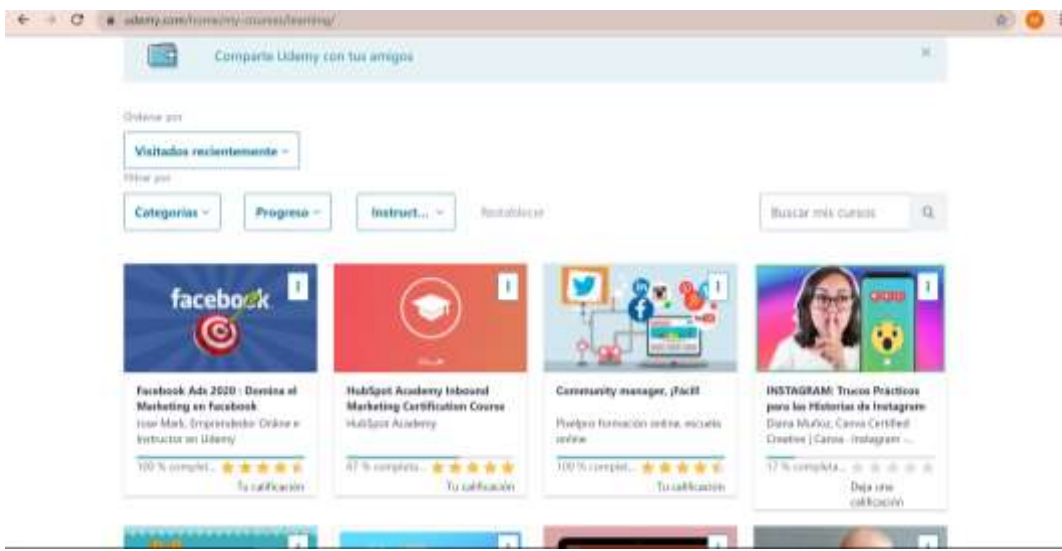 udemy.com/home/my-courses/learning/
Comparte Udemy con tus amigos
Ordenar por
Visitados recientemente
Filtrar por
Categorías
Progreso
Instruct...
Restablecer
Buscar mis cursos
facebook
Facebook Ads 2020 : Domina el
Marketing en Facebook
Jose Mark, Emprendedor Online e
Instructor en Udemy
100 % complet...
Tu calificación
HubSpot Academy Inbound
Marketing Certification Course
HubSpot Academy
67 % completa...
Tu calificación
Community manager, ¡Fácil!
Pixelpro formación online, escuela
online
100 % complet...
Tu calificación
INSTAGRAM: Trucos Prácticos
para las Historias de Instagram
Diana Muñoz, Canva Certified
Creative | Canva - Instagram -...
17 % completa...
Deja una
calificación